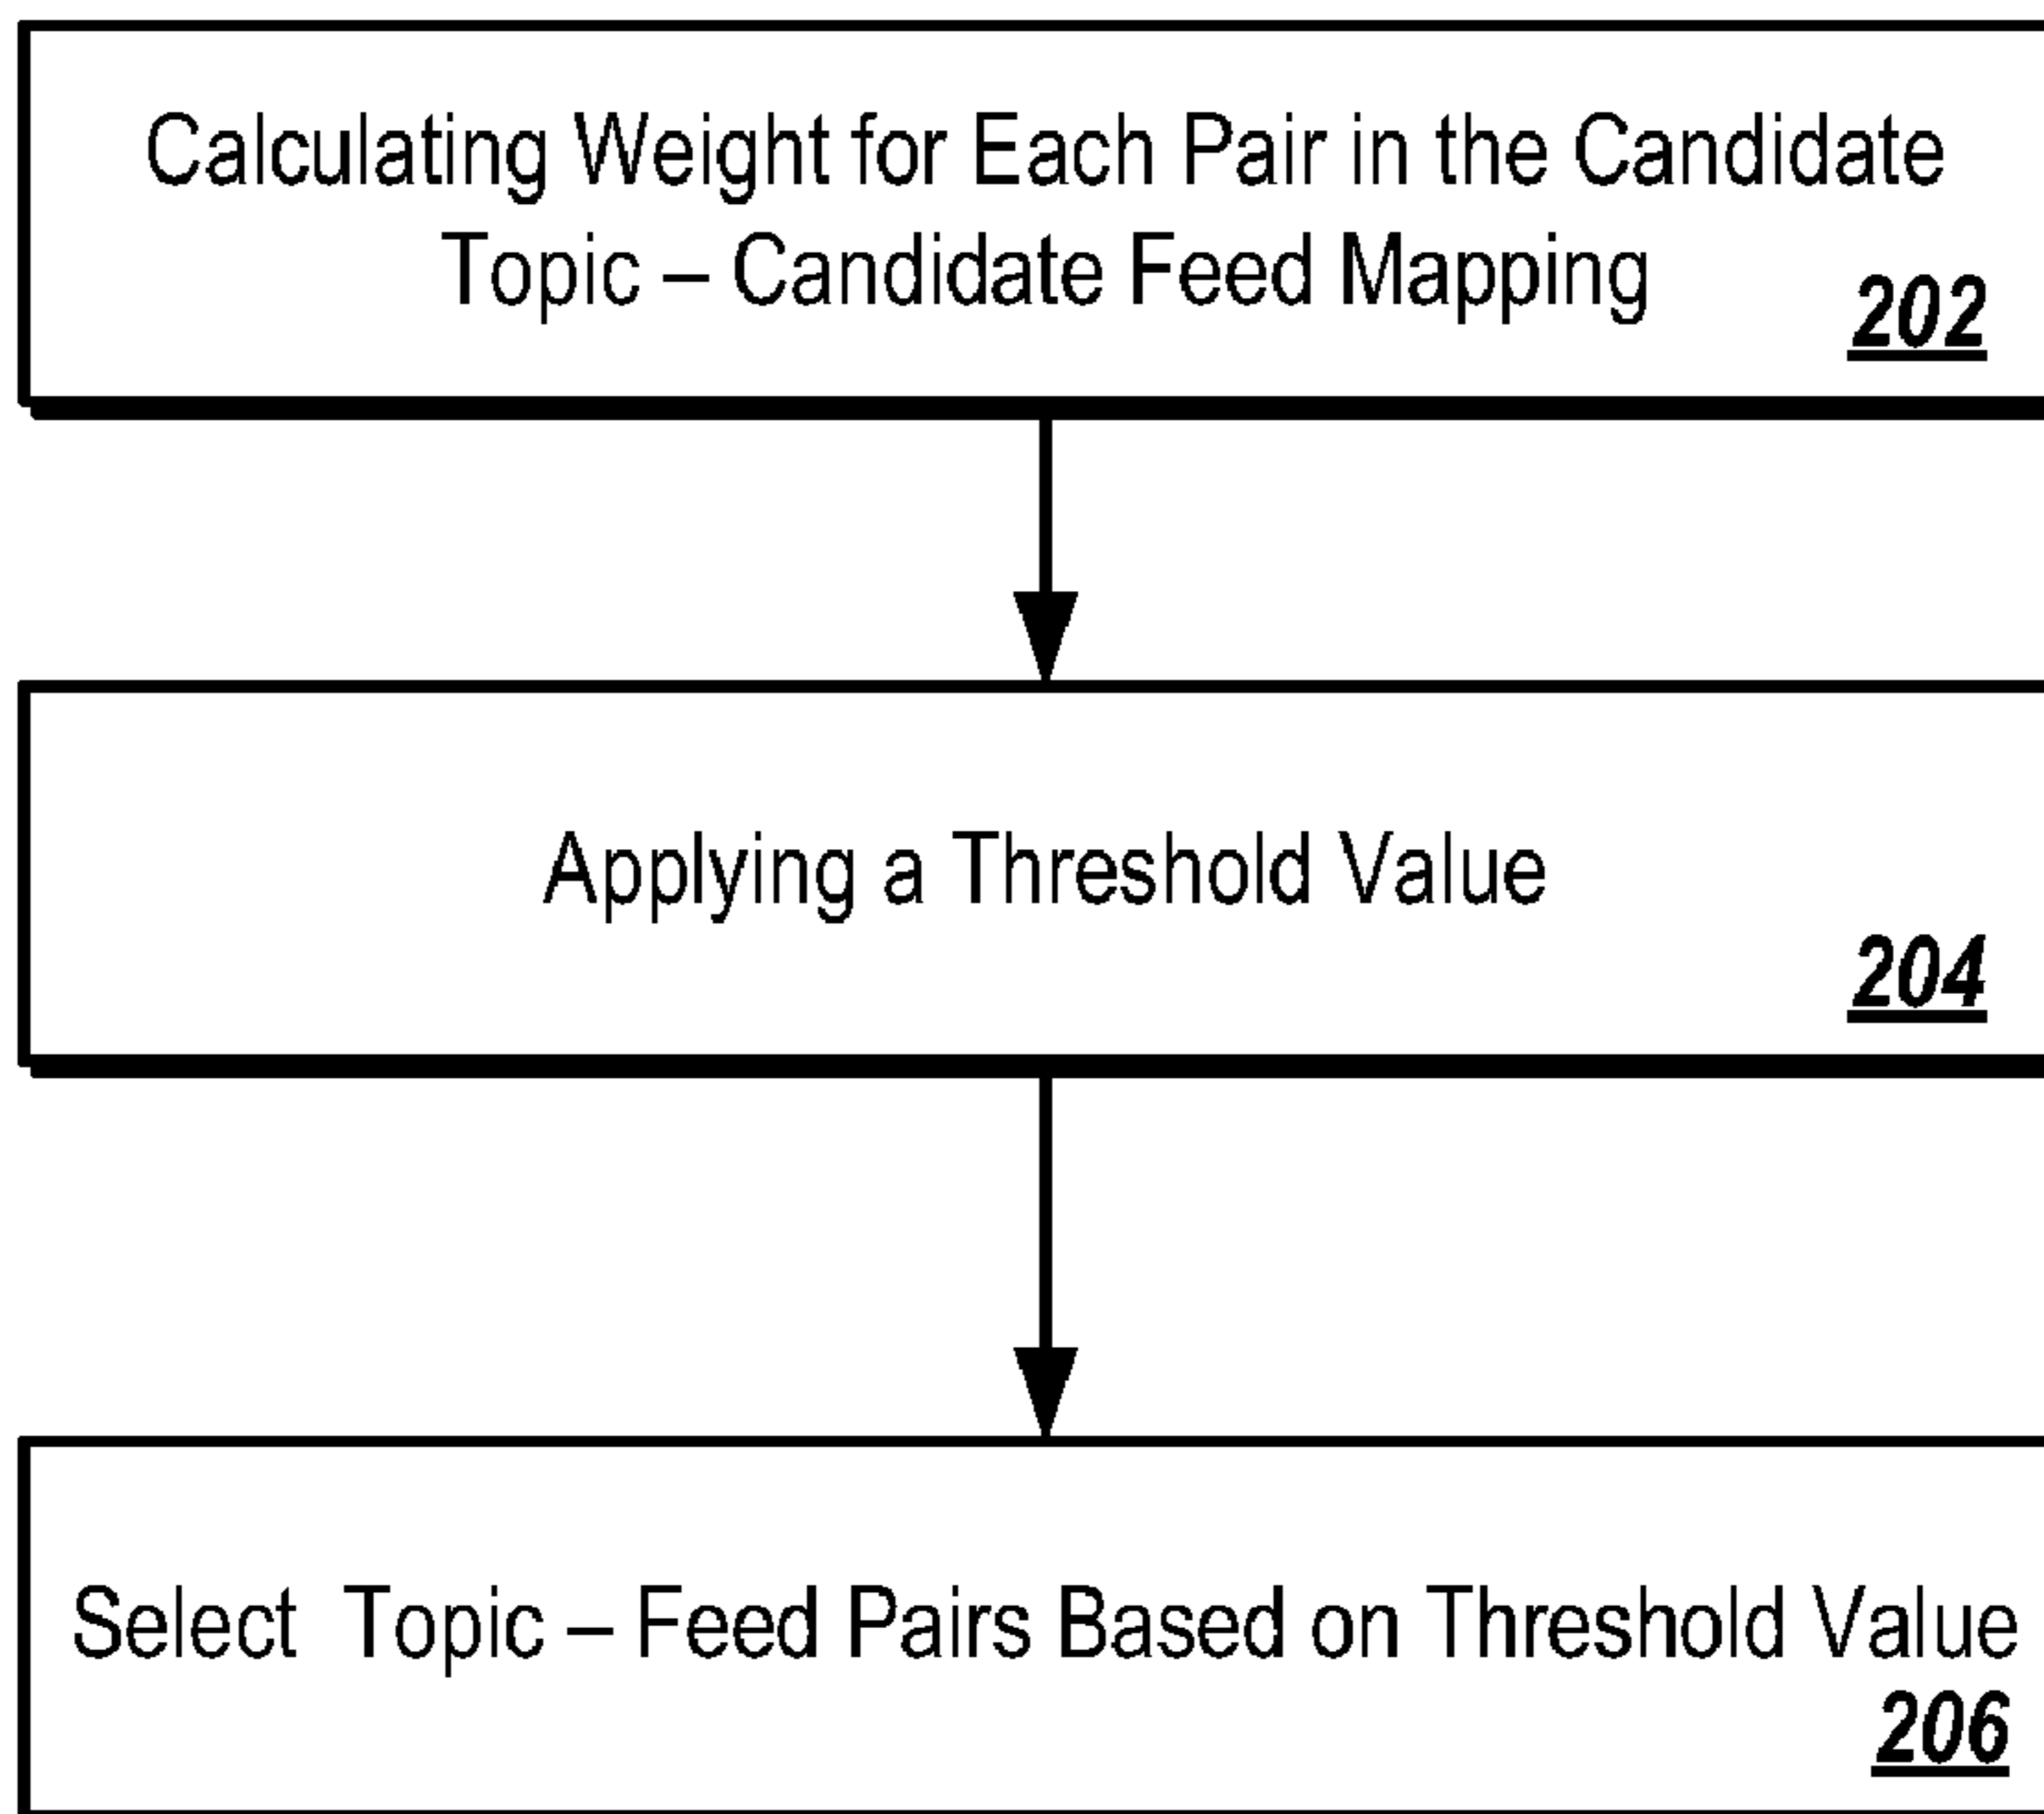 Calculating Weight for Each Pair in the Candidate
Topic – Candidate Feed Mapping
202
Applying a Threshold Value
204
Select Topic – Feed Pairs Based on Threshold Value
206